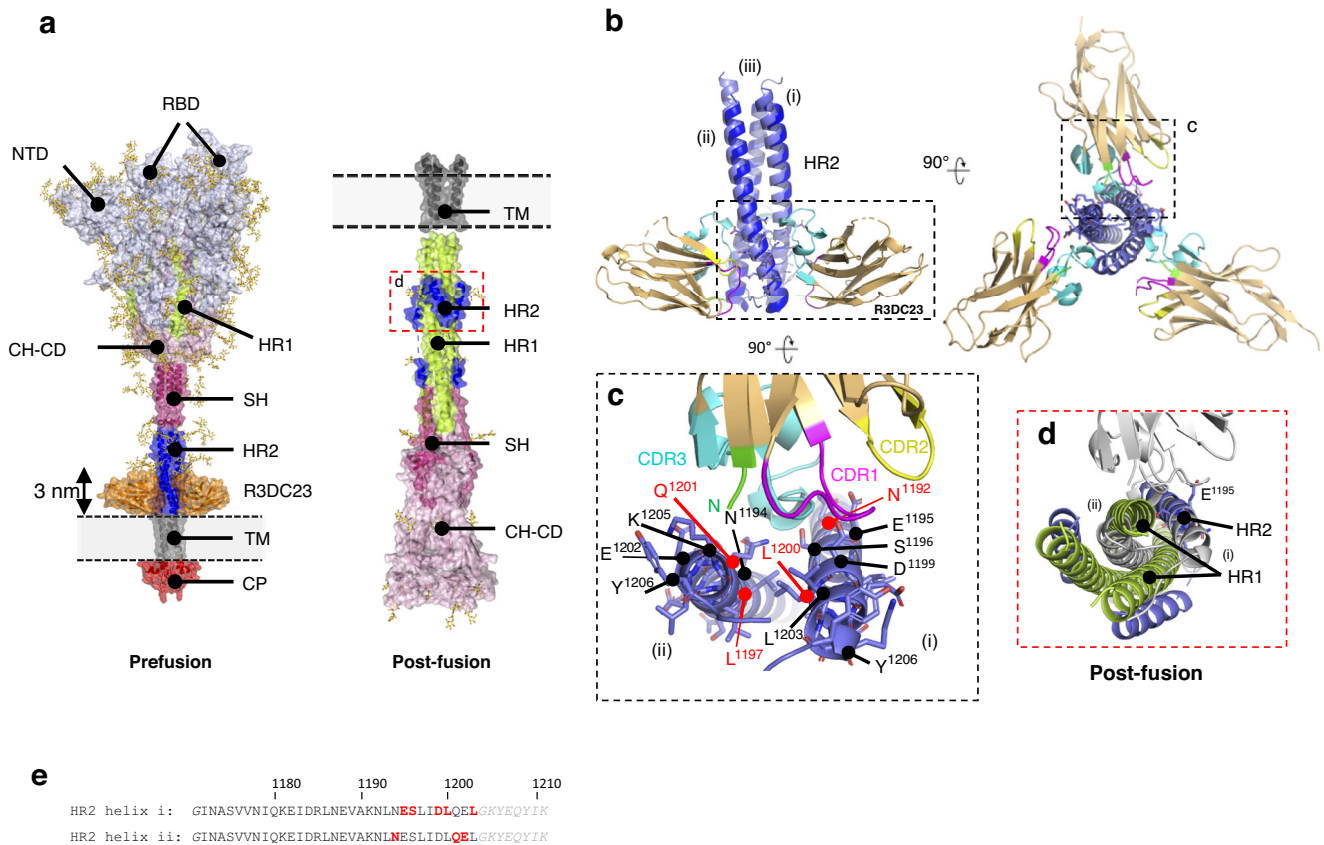 a
RBD
NTD
HR1
CH-CD
SH
HR2
3 nm
R3DC23
TM
CP
Prefusion
TM
d
HR2
HR1
SH
CH-CD
Post-fusion
b
(iii)
(i)
(ii)
HR2
R3DC23
90°
C
90°
c
CDR3
CDR2
CDR1
Q1201
N
N1194
N1192
K1205
E1195
E1202
L1200
S1196
Y1206
D1199
L1203
(ii)
L1197
(i)
Y1206
d
E1195
(ii)
HR2
(i)
HR1
Post-fusion
e
1180 1190 1200 1210
HR2 helix i: GINASVVNIQKEIDRLNEVAKNLNESLIDLQELGKYEQYIK
HR2 helix ii: GINASVVNIQKEIDRLNEVAKNLNESLIDLQELGKYEQYIK